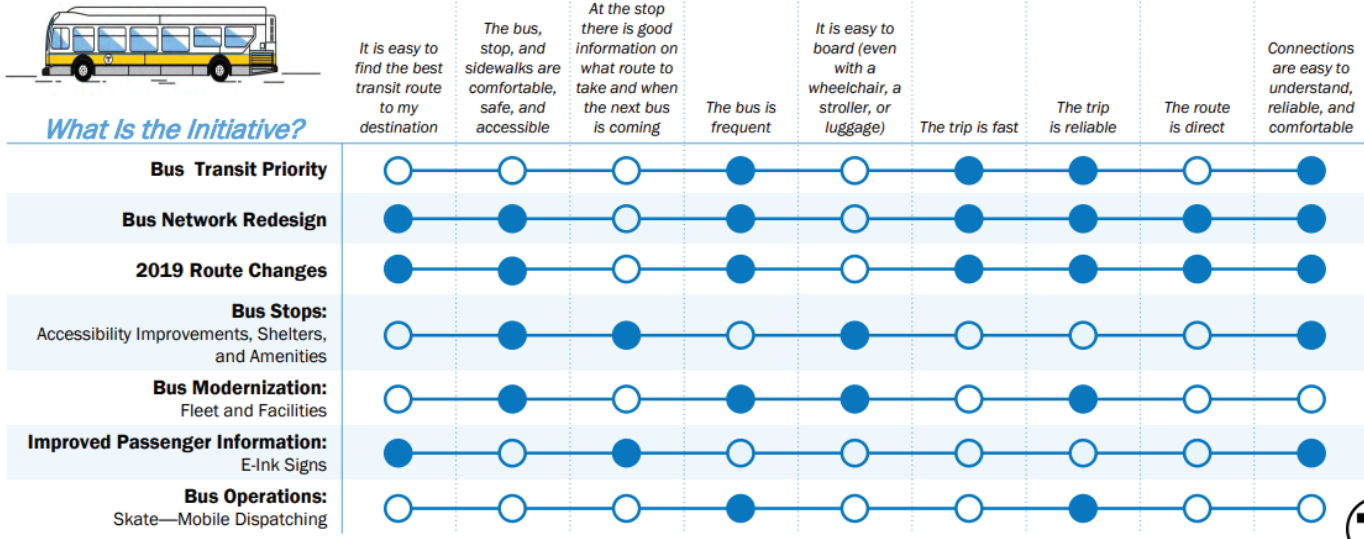 It is easy to
find the best
transit route
to my
destination
The bus,
stop, and
sidewalks are
comfortable,
safe, and
accessible
At the stop
there is good
information on
what route to
take and when
the next bus
is coming
The bus is
frequent
It is easy to
board (even
with a
wheelchair, a
stroller, or
luggage)
The trip is fast
The trip
is reliable
The route
is direct
Connections
are easy to
understand,
reliable, and
comfortable
What Is the Initiative?
Bus Transit Priority
Bus Network Redesign
2019 Route Changes
Bus Stops:
Accessibility Improvements, Shelters,
and Amenities
Bus Modernization:
Fleet and Facilities
Improved Passenger Information:
E-Ink Signs
Bus Operations:
Skate—Mobile Dispatching